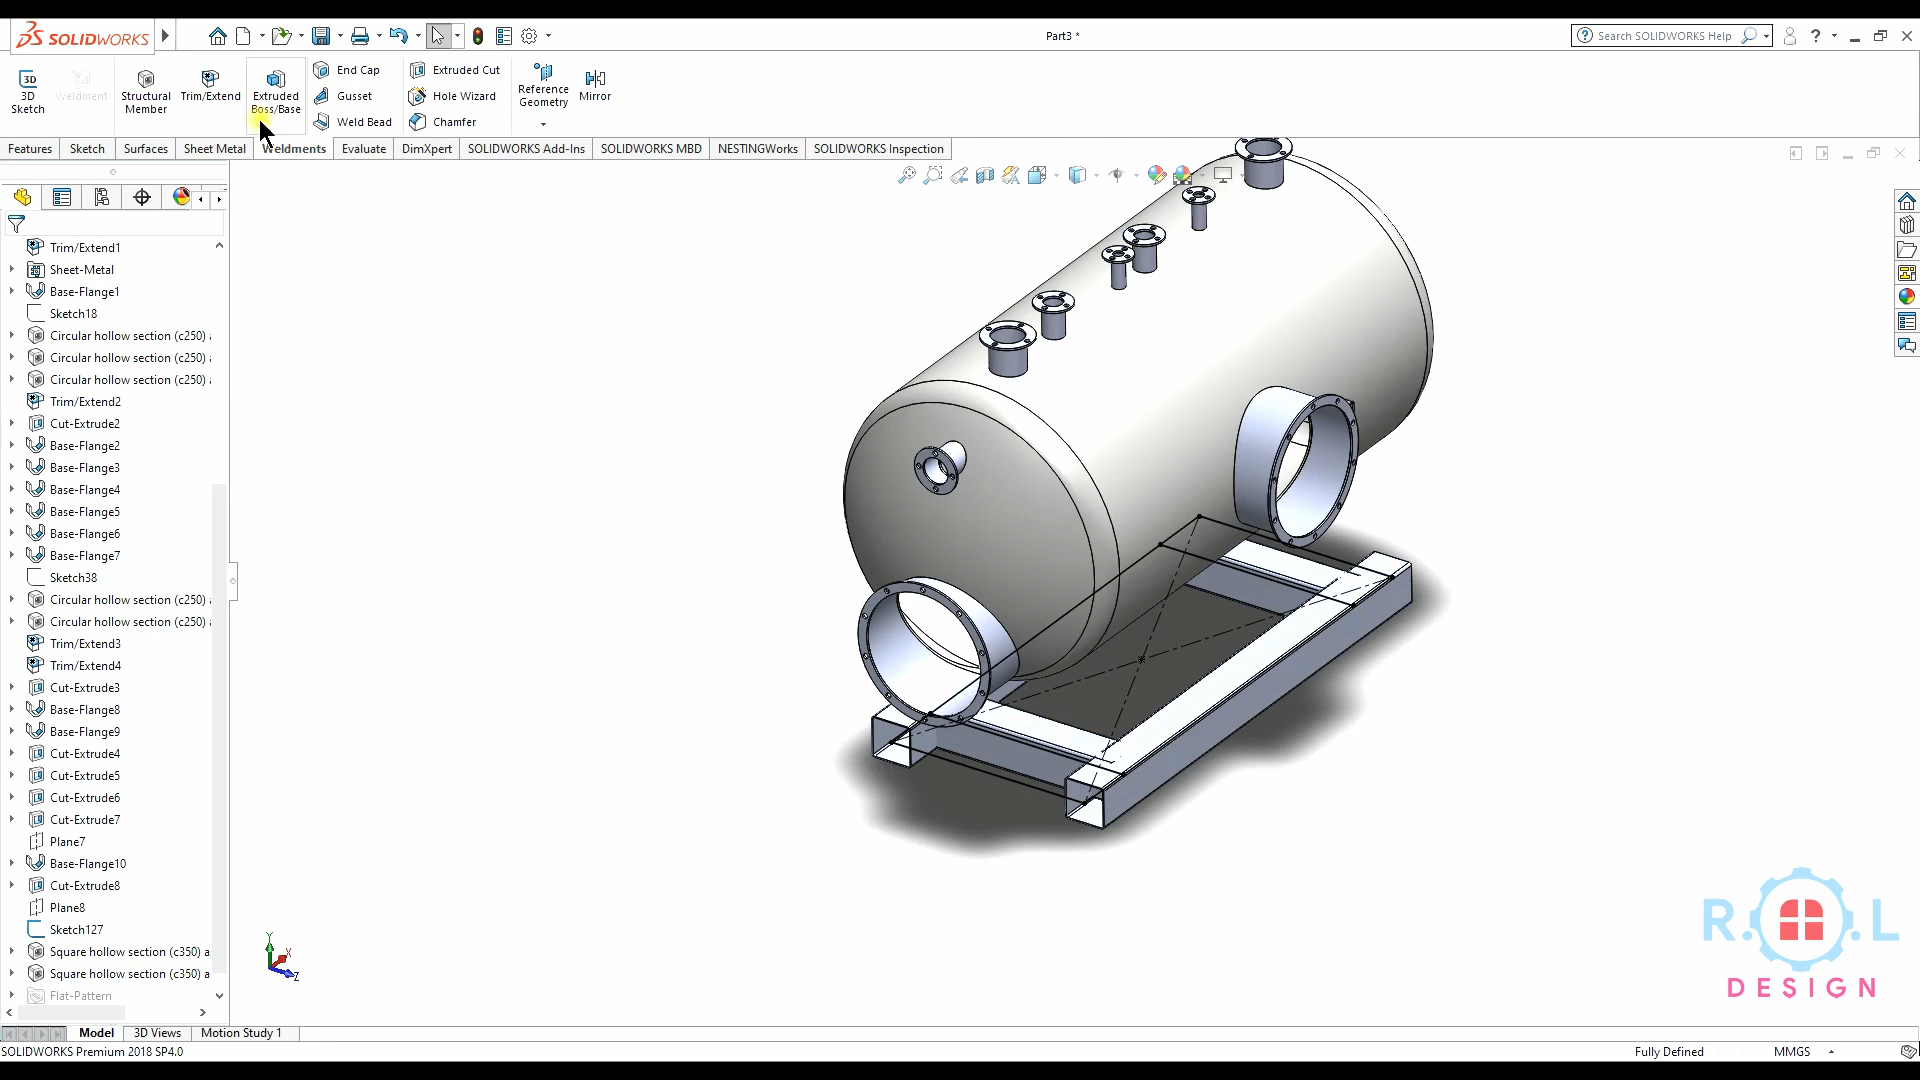 SOLIDWORKS
Part3 *
Search SOLIDWORKS Help
3D
Sketch
Weldment
Structural
Member
Trim/Extend
Extruded
Boss/Base
End Cap
Gusset
Weld Bead
Extruded Cut
Hole Wizard
Chamfer
Reference
Geometry
Mirror
Features
Sketch
Surfaces
Sheet Metal
Weldments
Evaluate
DimXpert
SOLIDWORKS Add-Ins
SOLIDWORKS MBD
NESTINGWorks
SOLIDWORKS Inspection
Trim/Extend1
Sheet-Metal
Base-Flange1
Sketch18
Circular hollow section (c250)
Circular hollow section (c250)
Circular hollow section (c250)
Trim/Extend2
Cut-Extrude2
Base-Flange2
Base-Flange3
Base-Flange4
Base-Flange5
Base-Flange6
Base-Flange7
Sketch38
Circular hollow section (c250)
Circular hollow section (c250)
Trim/Extend3
Trim/Extend4
Cut-Extrude3
Base-Flange8
Base-Flange9
Cut-Extrude4
Cut-Extrude5
Cut-Extrude6
Cut-Extrude7
Plane7
Base-Flange10
Cut-Extrude8
Plane8
Sketch127
Square hollow section (c350) a
Square hollow section (c350) a
Flat-Pattern
Y
X
Z
R. .L
DESIGN
Model
3D Views
Motion Study 1
SOLIDWORKS Premium 2018 SP4.0
Fully Defined
MMGS